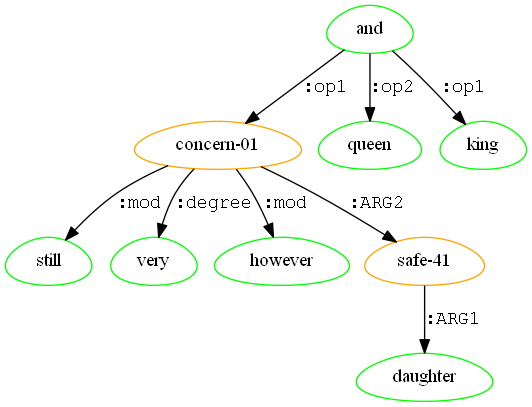 and
:op1 :op2 :op1
concern-01 queen king
:mod :degree :mod :ARG2
still very however safe-41
:ARG1
daughter